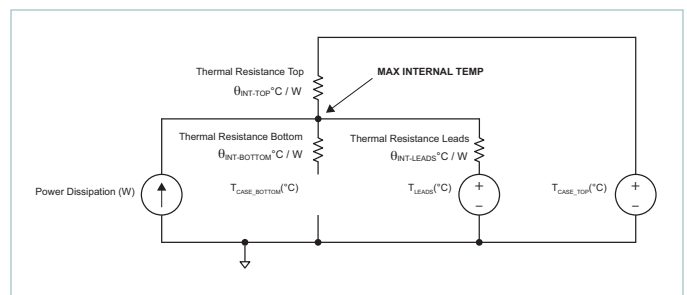 Thermal Resistance Top
θINT-TOP°C / W
MAX INTERNAL TEMP
Thermal Resistance Bottom
θINT-BOTTOM°C / W
Thermal Resistance Leads
θINT-LEADS°C / W
Power Dissipation (W)
TCASE_BOTTOM(°C)
TLEADS(°C)
TCASE_TOP(°C)
+
–
+
–